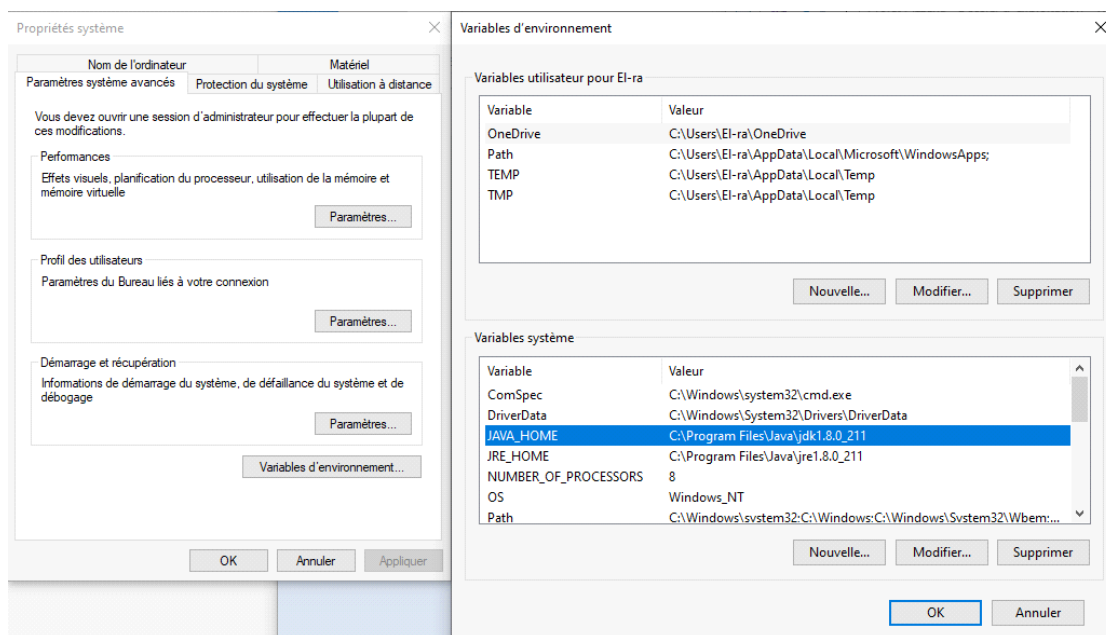 Propriétés système
Nom de l'ordinateur Matériel
Paramètres système avancés Protection du système Utilisation à distance
Vous devez ouvrir une session d'administrateur pour effectuer la plupart de
ces modifications.
Performances
Effets visuels, planification du processeur, utilisation de la mémoire et
mémoire virtuelle
Paramètres...
Profil des utilisateurs
Paramètres du Bureau liés à votre connexion
Paramètres...
Démarrage et récupération
Informations de démarrage du système, de défaillance du système et de
débogage
Paramètres...
Variables d'environnement...
OK Annuler Appliquer
Variables d'environnement
Variables utilisateur pour El-ra
Variable Valeur
OneDrive C:\Users\El-ra\OneDrive
Path C:\Users\El-ra\AppData\Local\Microsoft\WindowsApps;
TEMP C:\Users\El-ra\AppData\Local\Temp
TMP C:\Users\El-ra\AppData\Local\Temp
Nouvelle... Modifier... Supprimer
Variables système
Variable Valeur
ComSpec C:\Windows\system32\cmd.exe
DriverData C:\Windows\System32\Drivers\DriverData
JAVA_HOME C:\Program Files\Java\jdk1.8.0_211
JRE_HOME C:\Program Files\Java\jre1.8.0_211
NUMBER_OF_PROCESSORS 8
OS Windows_NT
Path C:\Windows\system32;C:\Windows;C:\Windows\System32\Wbem;...
Nouvelle... Modifier... Supprimer
OK Annuler